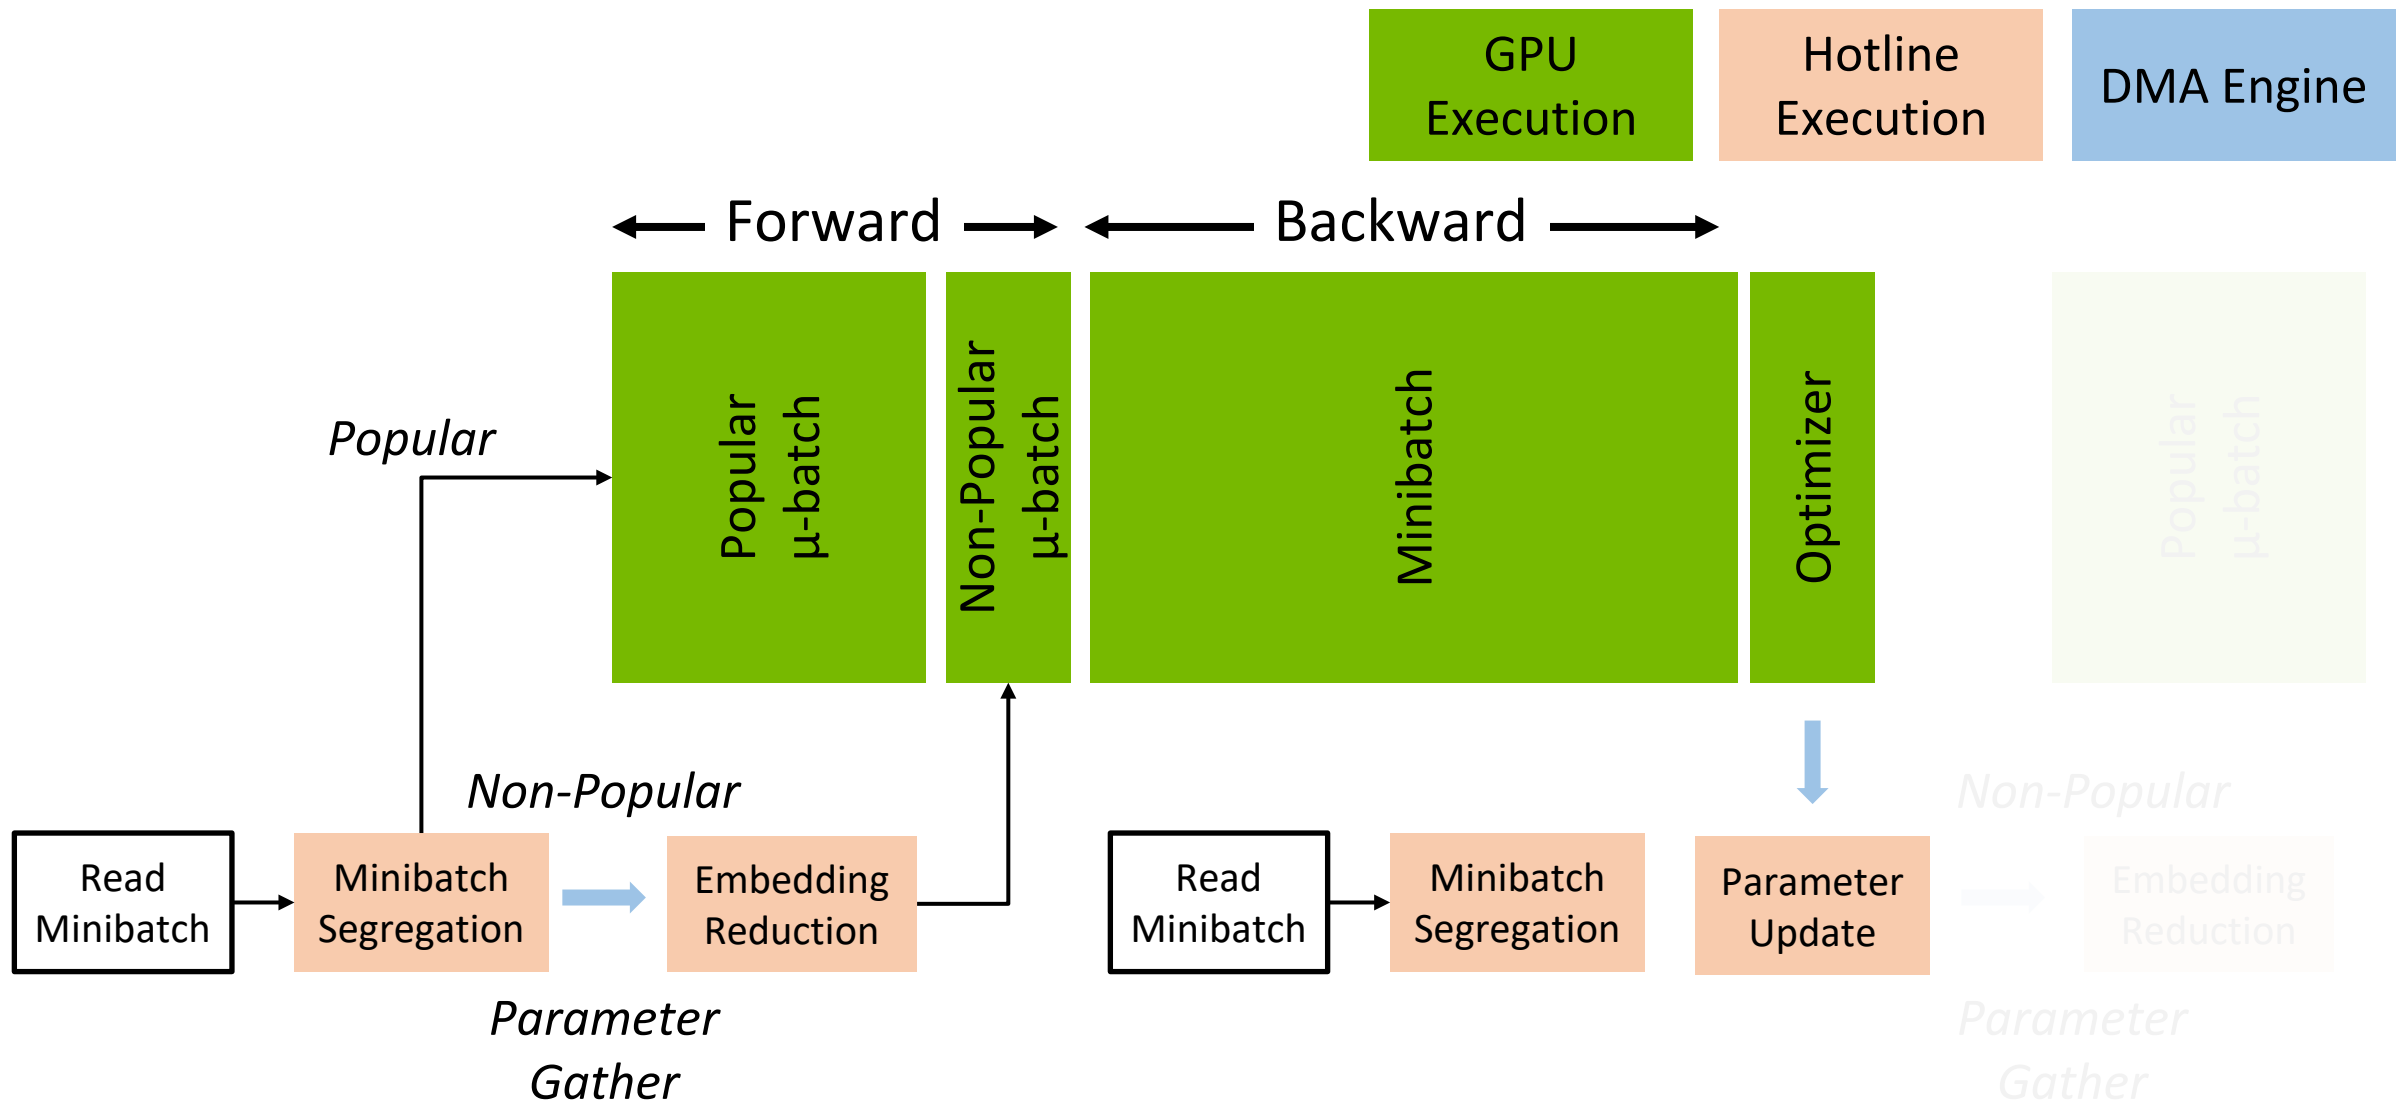 GPU
Execution
Hotline
Execution
DMA Engine
Forward
Backward
Popular
Popular
μ-batch
Non-Popular
μ-batch
Minibatch
Optimizer
Popular
μ-batch
Non-Popular
Non-Popular
Read
Minibatch
Minibatch
Segregation
Embedding
Reduction
Read
Minibatch
Minibatch
Segregation
Parameter
Update
Embedding
Reduction
Parameter
Gather
Parameter
Gather